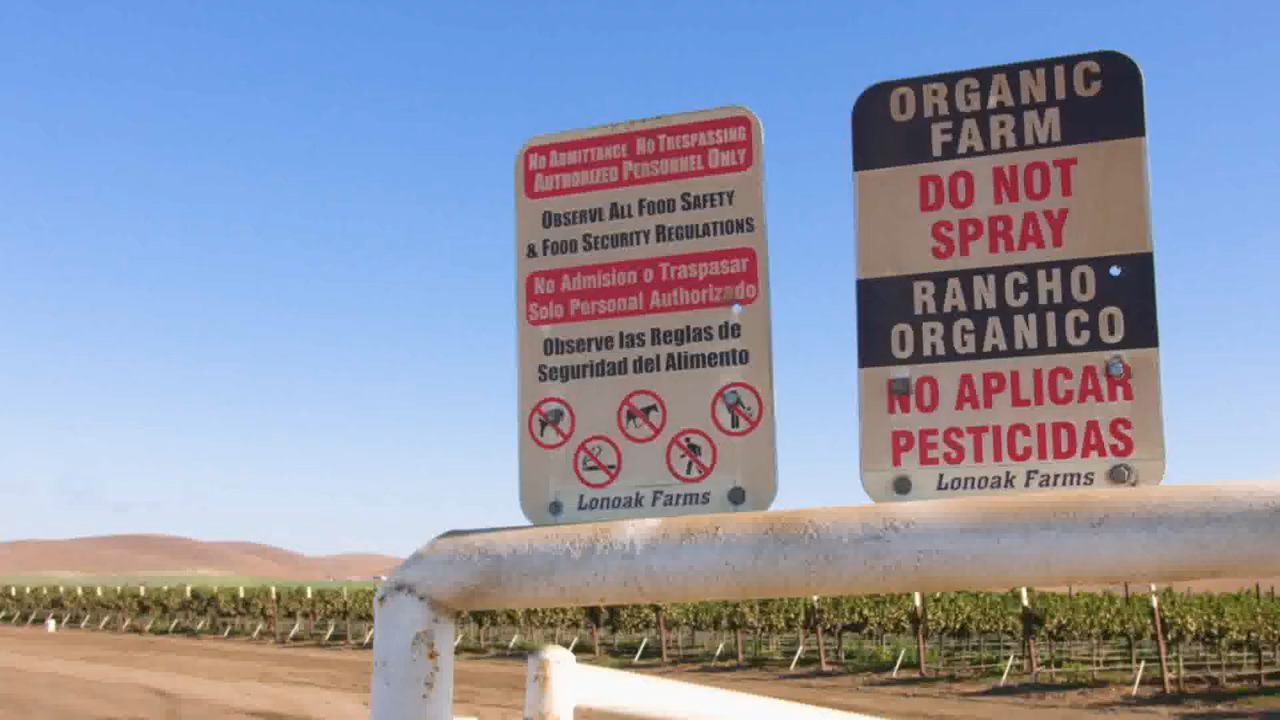 No Admittance No Trespassing
Authorized Personnel Only
Observe All Food Safety
& Food Security Regulations
No Admision o Traspasar
Solo Personal Authorizado
Observe las Reglas de
Seguridad del Alimento
Lonoak Farms
ORGANIC
FARM
DO NOT
SPRAY
RANCHO
ORGANICO
NO APLICAR
PESTICIDAS
Lonoak Farms